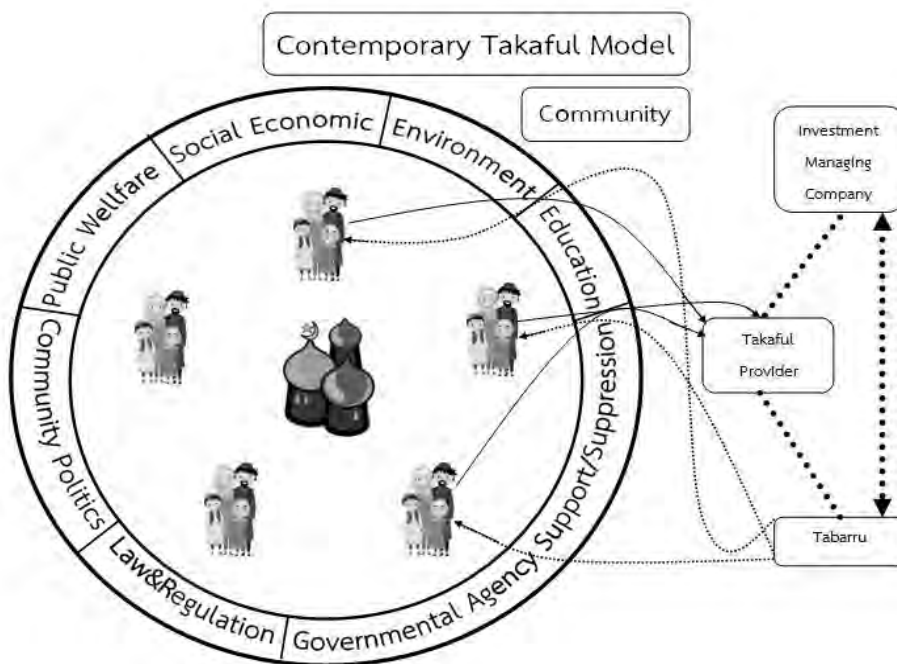 Contemporary Takaful Model
Community
Investment
Managing
Company
Public Wellfare
Social Economic
Environment
Education
Takaful
Provider
Community Politics
Law&Regulation
Governmental Agency Support/Suppression
Tabarru